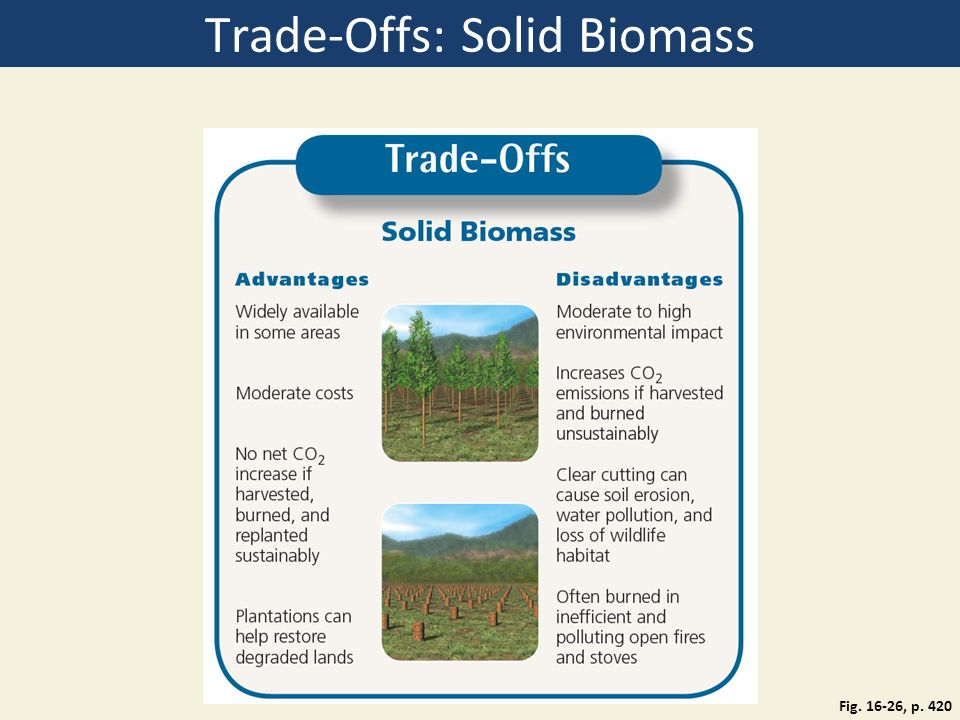 Trade-Offs: Solid Biomass
Trade-Offs
Solid Biomass
Advantages
Widely available
in some areas
Moderate costs
No net CO2
increase if
harvested,
burned, and
replanted
sustainably
Plantations can
help restore
degraded lands
Disadvantages
Moderate to high
environmental impact
Increases CO2
emissions if harvested
and burned
unsustainably
Clear cutting can
cause soil erosion,
water pollution, and
loss of wildlife
habitat
Often burned in
inefficient and
polluting open fires
and stoves
Fig. 16-26, p. 420